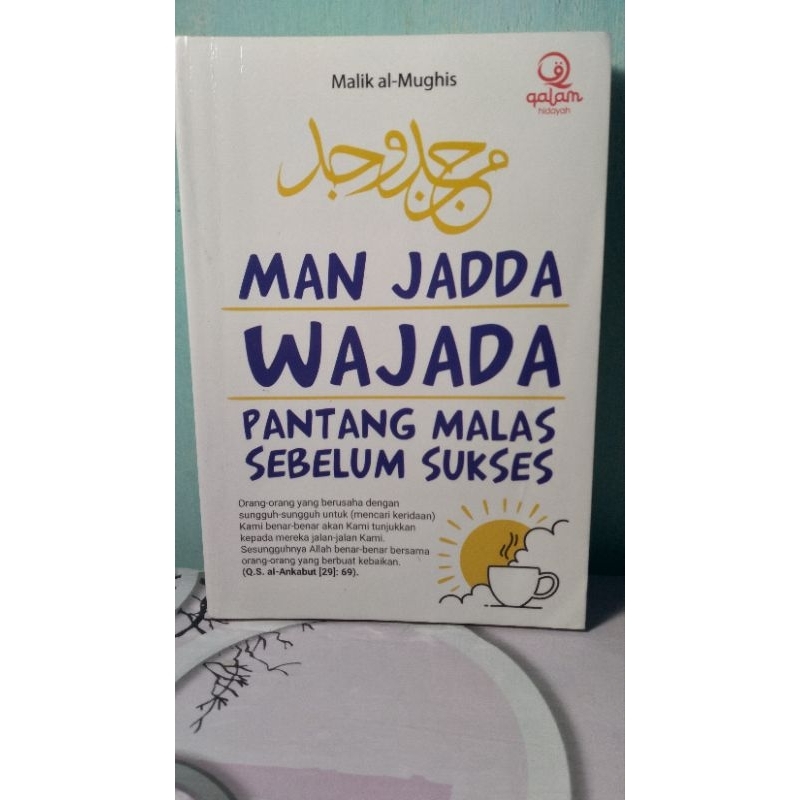 Malik al-Mughis
qalam
hidayah
من جد وجد
MAN JADDA
WAJADA
PANTANG MALAS
SEBELUM SUKSES
Orang-orang yang berusaha dengan
sungguh-sungguh untuk (mencari keridaan)
Kami benar-benar akan Kami tunjukkan
kepada mereka jalan-jalan Kami.
Sesungguhnya Allah benar-benar bersama
orang-orang yang berbuat kebaikan.
(Q.S. al-Ankabut [29]: 69).